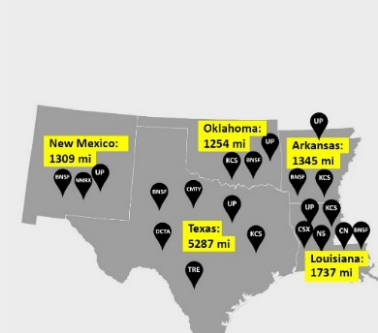 New Mexico:
1309 mi
BNSF
NMRX
UP
Oklahoma:
1254 mi
KCS
BNSF
UP
UP
Arkansas:
1345 mi
BNSF
KCS
BNSF
CMTY
UP
DCTA
KCS
TRE
Texas:
5287 mi
UP
KCS
CSX
NS
CN
BNSF
Louisiana:
1737 mi